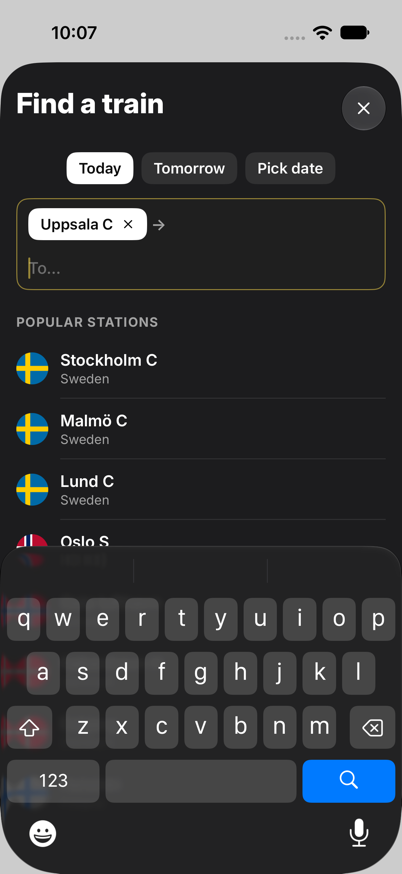 10:07
Find a train
Today Tomorrow Pick date
Uppsala C × →
To...
POPULAR STATIONS
Stockholm C
Sweden
Malmö C
Sweden
Lund C
Sweden
Oslo S
q w e r t y u i o p
a s d f g h j k l
z x c v b n m
123